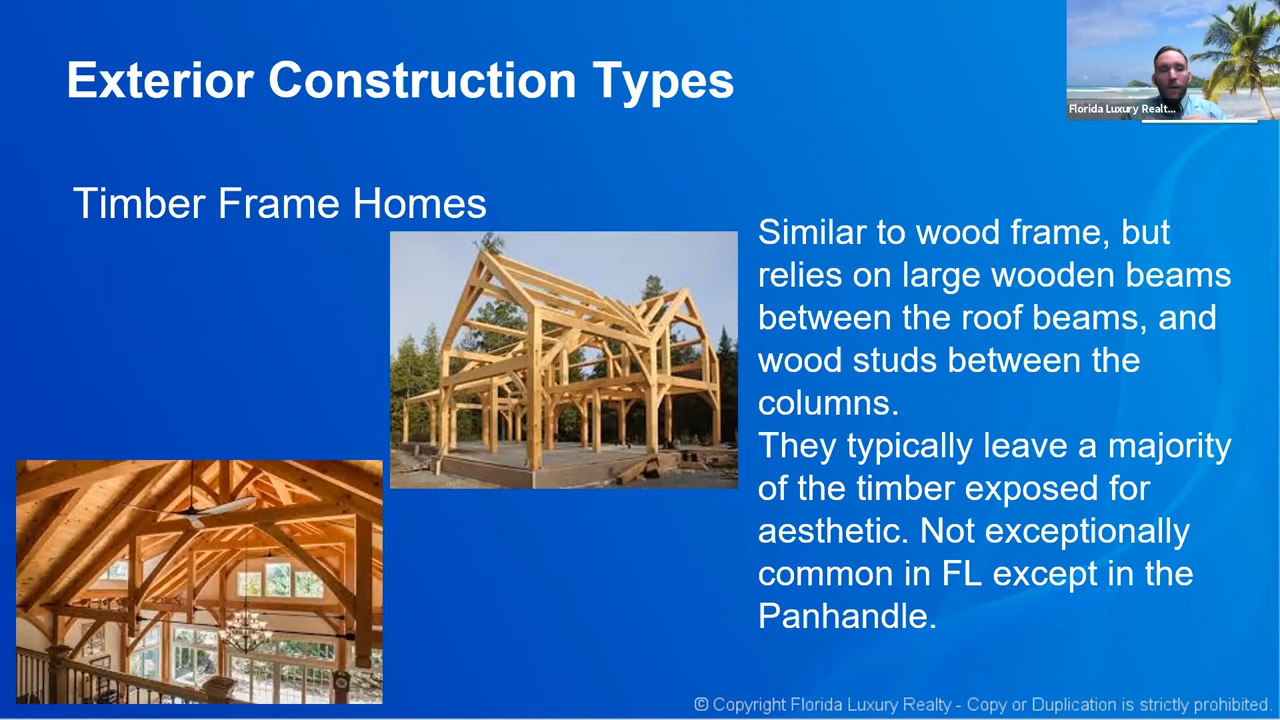 Exterior Construction Types
Florida Luxury Realt...
Timber Frame Homes
Similar to wood frame, but
relies on large wooden beams
between the roof beams, and
wood studs between the
columns.
They typically leave a majority
of the timber exposed for
aesthetic. Not exceptionally
common in FL except in the
Panhandle.
© Copyright Florida Luxury Realty - Copy or Duplication is strictly prohibited.